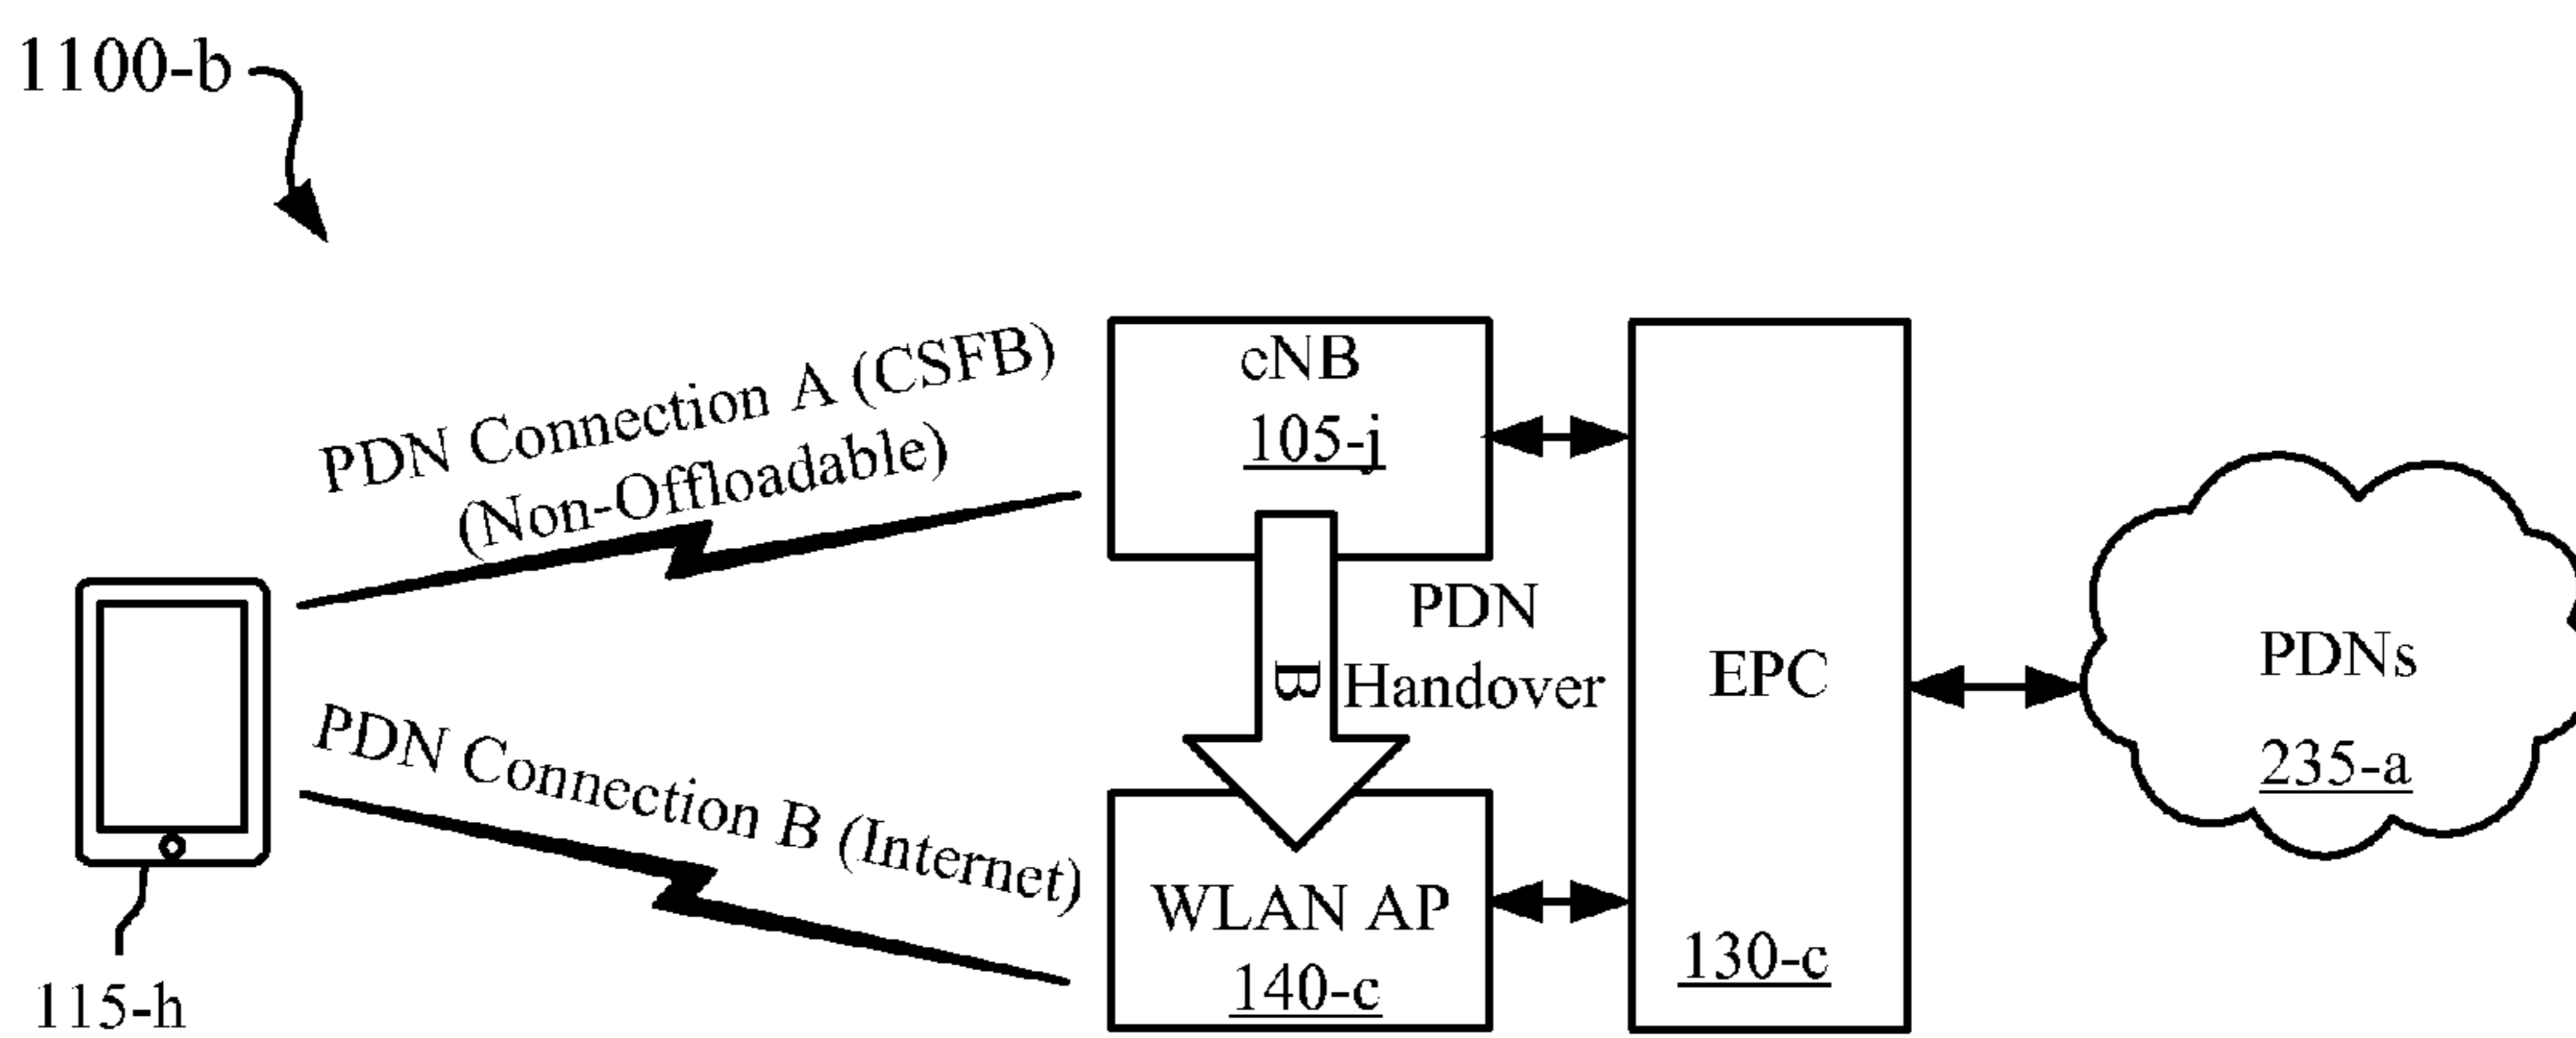 1100-b
PDN Connection A (CSFB)
(Non-Offloadable)
cNB
105-j
PDN
Handover
B
EPC
130-c
PDNs
235-a
PDN Connection B (Internet)
WLAN AP
140-c
115-h